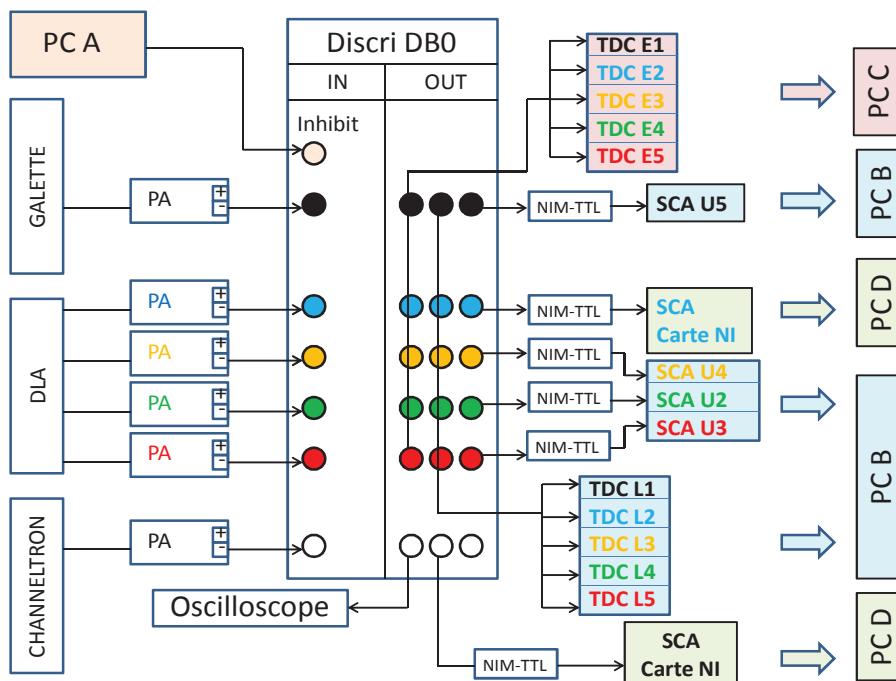 PC A
Discri DB0
IN
OUT
Inhibit
TDC E1
TDC E2
TDC E3
TDC E4
TDC E5
PC C
GALETTE
PA
+
-
NIM-TTL
SCA U5
PC B
DLA
PA
+
-
NIM-TTL
SCA
Carte NI
PC D
PA
+
-
NIM-TTL
SCA U4
PA
+
-
NIM-TTL
SCA U2
PC B
PA
+
-
NIM-TTL
SCA U3
TDC L1
TDC L2
TDC L3
TDC L4
TDC L5
CHANNELTRON
PA
+
-
Oscilloscope
NIM-TTL
SCA
Carte NI
PC D